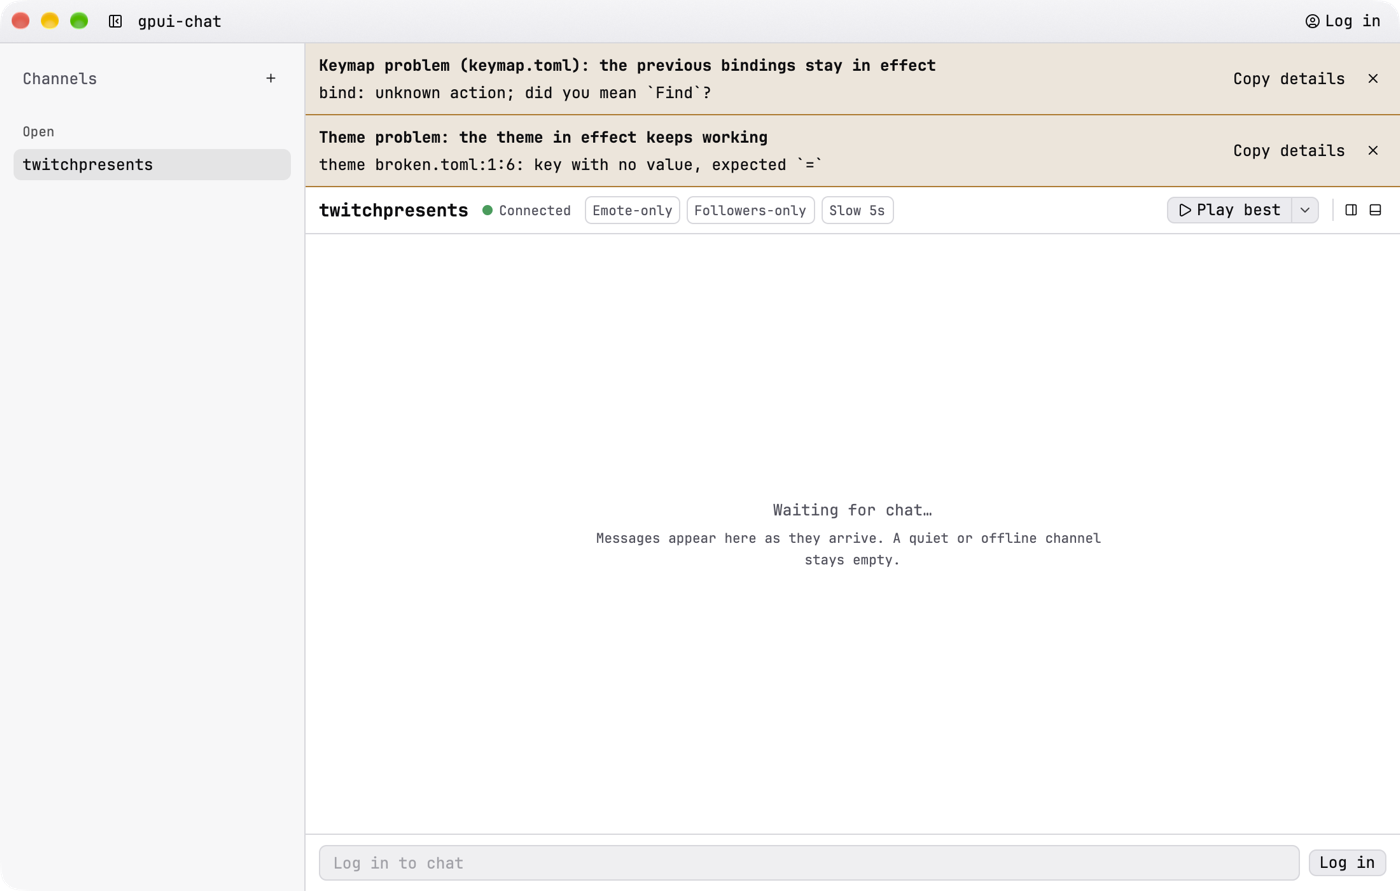 gpui-chat
Log in
Channels
+
Open
twitchpresents
Keymap problem (keymap.toml): the previous bindings stay in effect
bind: unknown action; did you mean `Find`?
Copy details
Theme problem: the theme in effect keeps working
theme broken.toml:1:6: key with no value, expected `=`
Copy details
twitchpresents
Connected
Emote-only
Followers-only
Slow 5s
Play best
Waiting for chat…
Messages appear here as they arrive. A quiet or offline channel
stays empty.
Log in to chat
Log in